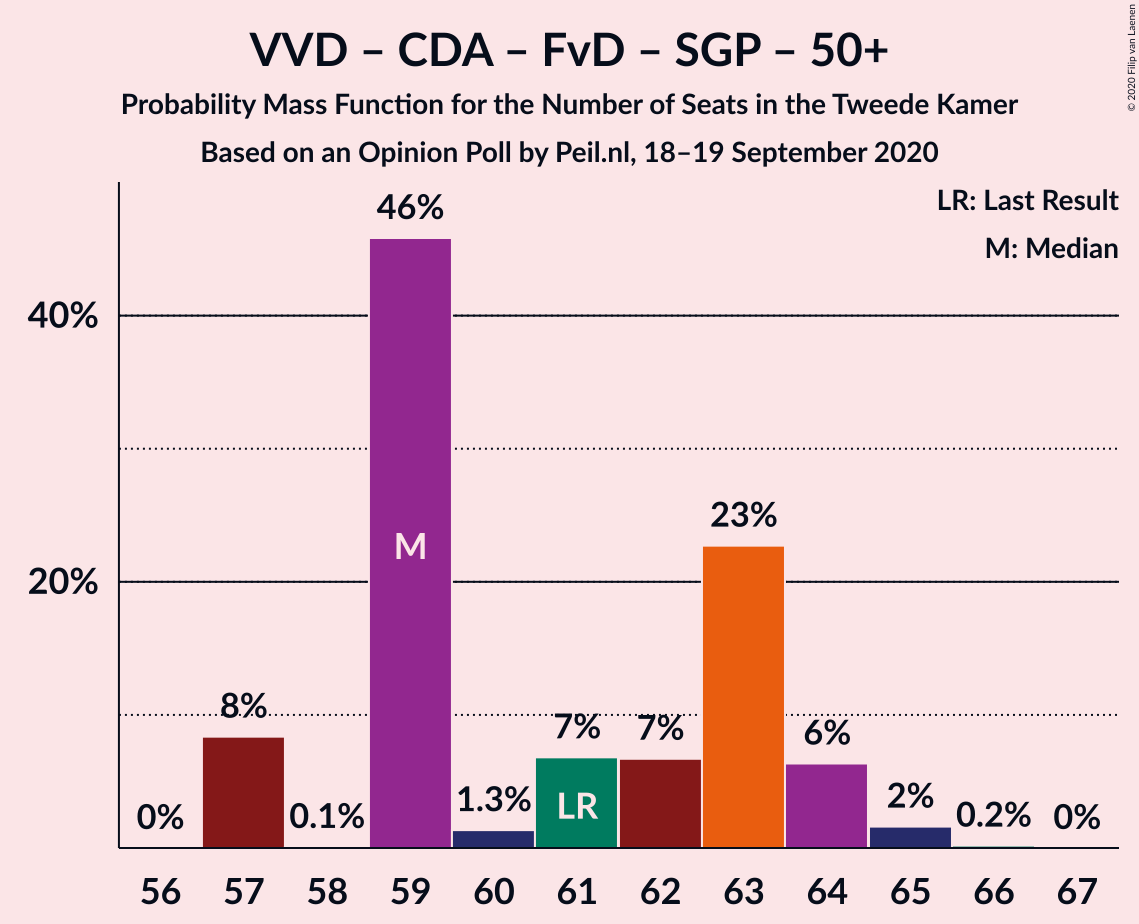 VVD – CDA – FvD – SGP – 50+
Probability Mass Function for the Number of Seats in the Tweede Kamer
Based on an Opinion Poll by Peil.nl, 18–19 September 2020
© 2020 Filip van Laenen
LR: Last Result
M: Median
40%
20%
0%
8%
0.1%
46%
M
1.3%
7%
LR
7%
23%
6%
2%
0.2%
0%
56 57 58 59 60 61 62 63 64 65 66 67